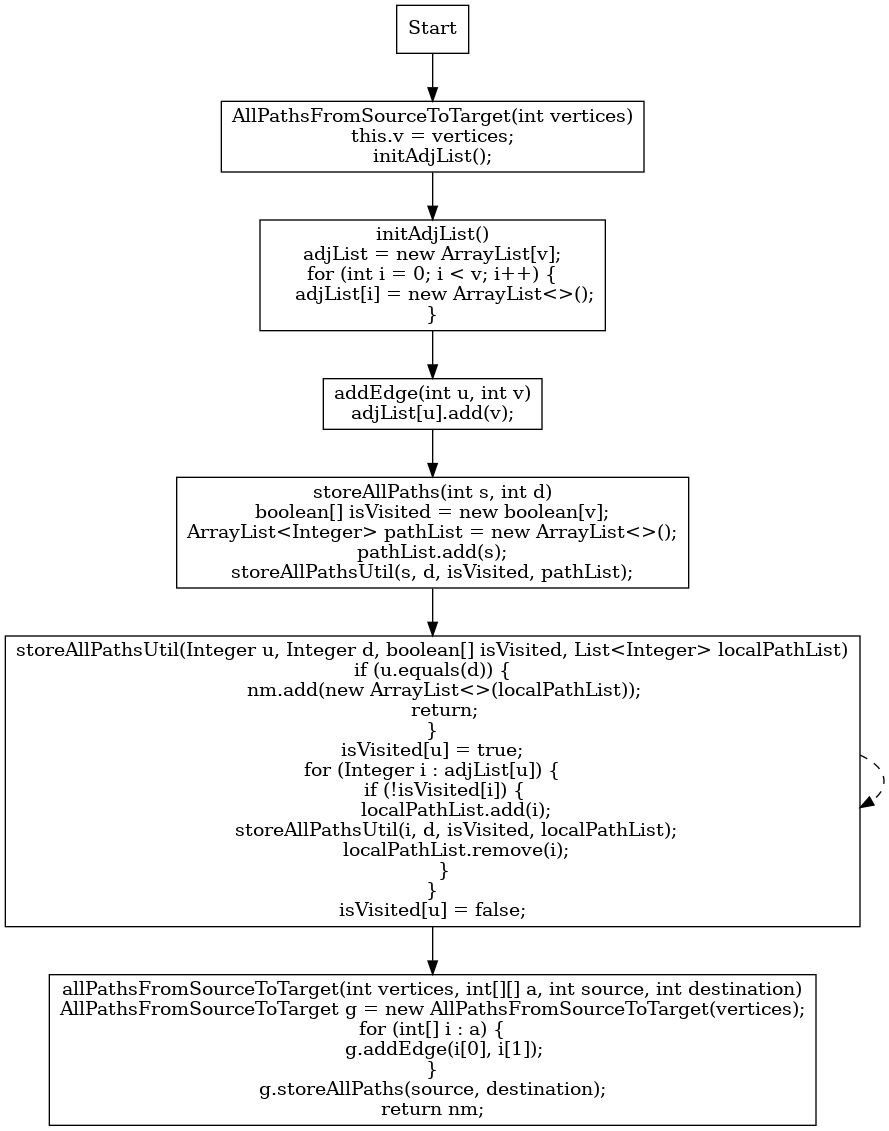 Start
AllPathsFromSourceToTarget(int vertices)
this.v = vertices;
initAdjList();
initAdjList()
adjList = new ArrayList[v];
for (int i = 0; i < v; i++) {
adjList[i] = new ArrayList<>();
}
addEdge(int u, int v)
adjList[u].add(v);
storeAllPaths(int s, int d)
boolean[] isVisited = new boolean[v];
ArrayList<Integer> pathList = new ArrayList<>();
pathList.add(s);
storeAllPathsUtil(s, d, isVisited, pathList);
storeAllPathsUtil(Integer u, Integer d, boolean[] isVisited, List<Integer> localPathList)
if (u.equals(d)) {
nm.add(new ArrayList<>(localPathList));
return;
}
isVisited[u] = true;
for (Integer i : adjList[u]) {
if (!isVisited[i]) {
localPathList.add(i);
storeAllPathsUtil(i, d, isVisited, localPathList);
localPathList.remove(i);
}
}
isVisited[u] = false;
allPathsFromSourceToTarget(int vertices, int[][] a, int source, int destination)
AllPathsFromSourceToTarget g = new AllPathsFromSourceToTarget(vertices);
for (int[] i : a) {
g.addEdge(i[0], i[1]);
}
g.storeAllPaths(source, destination);
return nm;